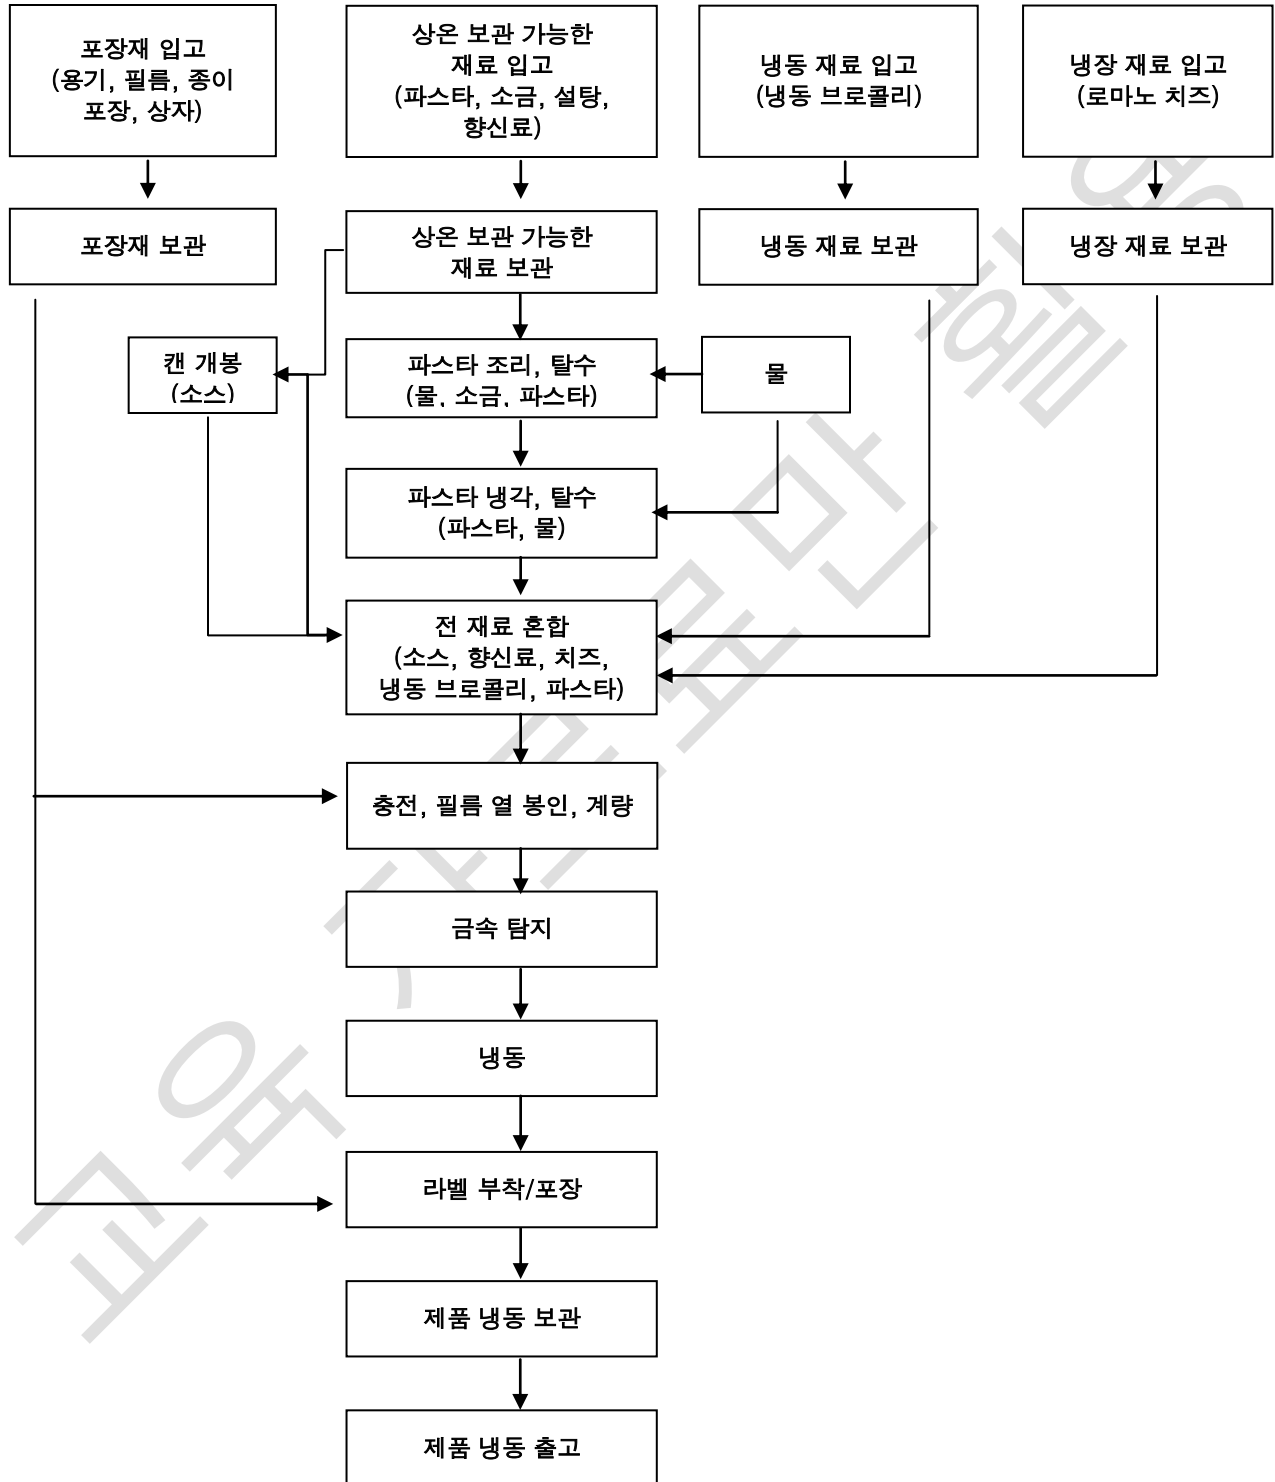 포장재 입고
(용기, 필름, 종이
포장, 상자)
상온 보관 가능한
재료 입고
(파스타, 소금, 설탕,
향신료)
냉동 재료 입고
(냉동 브로콜리)
냉장 재료 입고
(로마노 치즈)
포장재 보관
상온 보관 가능한
재료 보관
냉동 재료 보관
냉장 재료 보관
캔 개봉
(소스)
파스타 조리, 탈수
(물, 소금, 파스타)
물
파스타 냉각, 탈수
(파스타, 물)
전 재료 혼합
(소스, 향신료, 치즈,
냉동 브로콜리, 파스타)
충전, 필름 열 봉인, 계량
금속 탐지
냉동
라벨 부착/포장
제품 냉동 보관
제품 냉동 출고